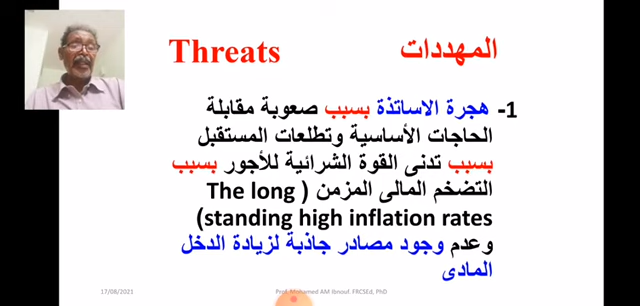 Threats المهددات
1- هجرة الاساتذة بسبب صعوبة مقابلة
الحاجات الأساسية وتطلعات المستقبل
بسبب تدنى القوة الشرائية للأجور بسبب
التضخم المالى المزمن ( The long
standing high inflation rates)
وعدم وجود مصادر جاذبة لزيادة الدخل
المادى
17/08/2021 Prof. Mohamed AM Ibnouf. FRCSEd, PhD